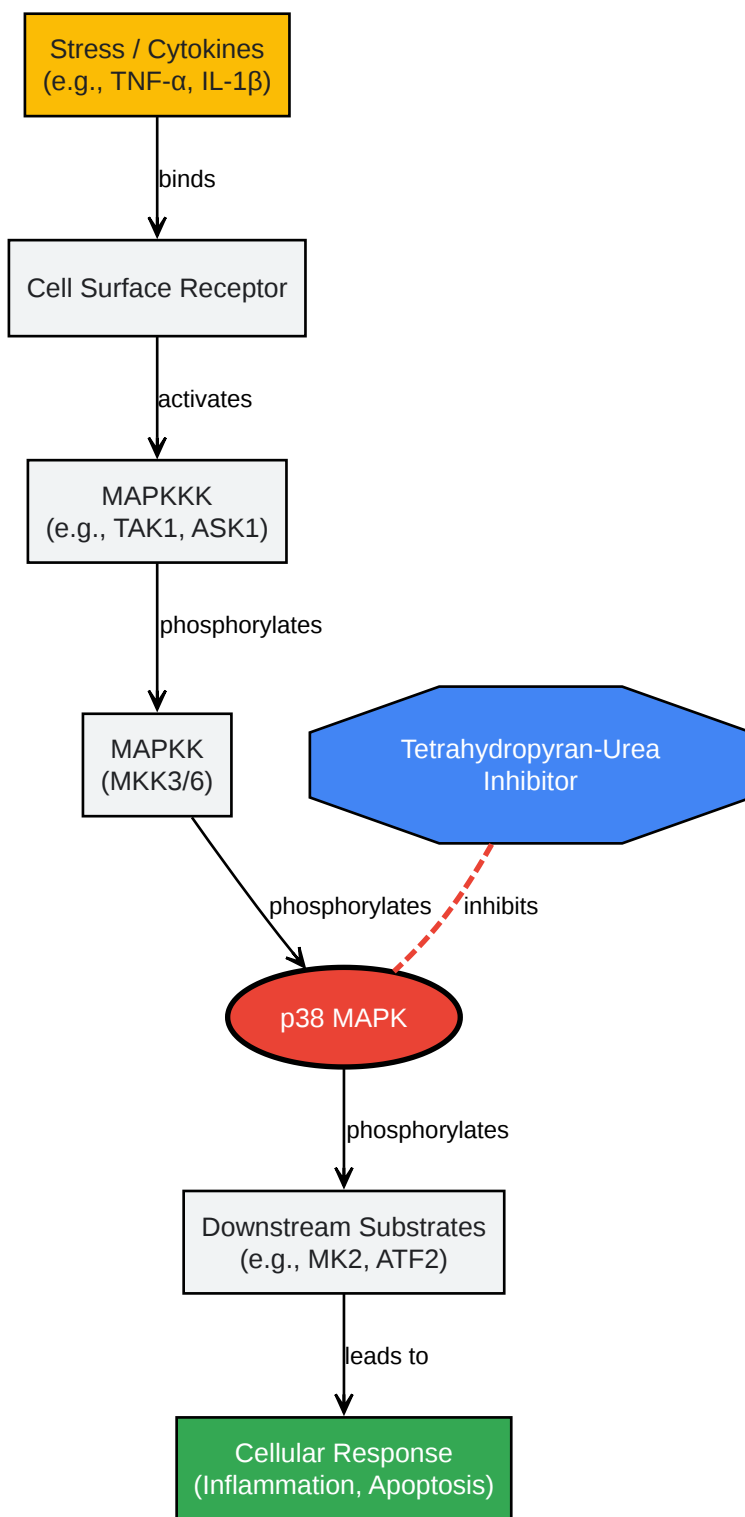 Stress / Cytokines
(e.g., TNF-α, IL-1β)
binds
Cell Surface Receptor
activates
MAPKKK
(e.g., TAK1, ASK1)
phosphorylates
MAPKK
(MKK3/6)
Tetrahydropyran-Urea
Inhibitor
phosphorylates
inhibits
p38 MAPK
phosphorylates
Downstream Substrates
(e.g., MK2, ATF2)
leads to
Cellular Response
(Inflammation, Apoptosis)